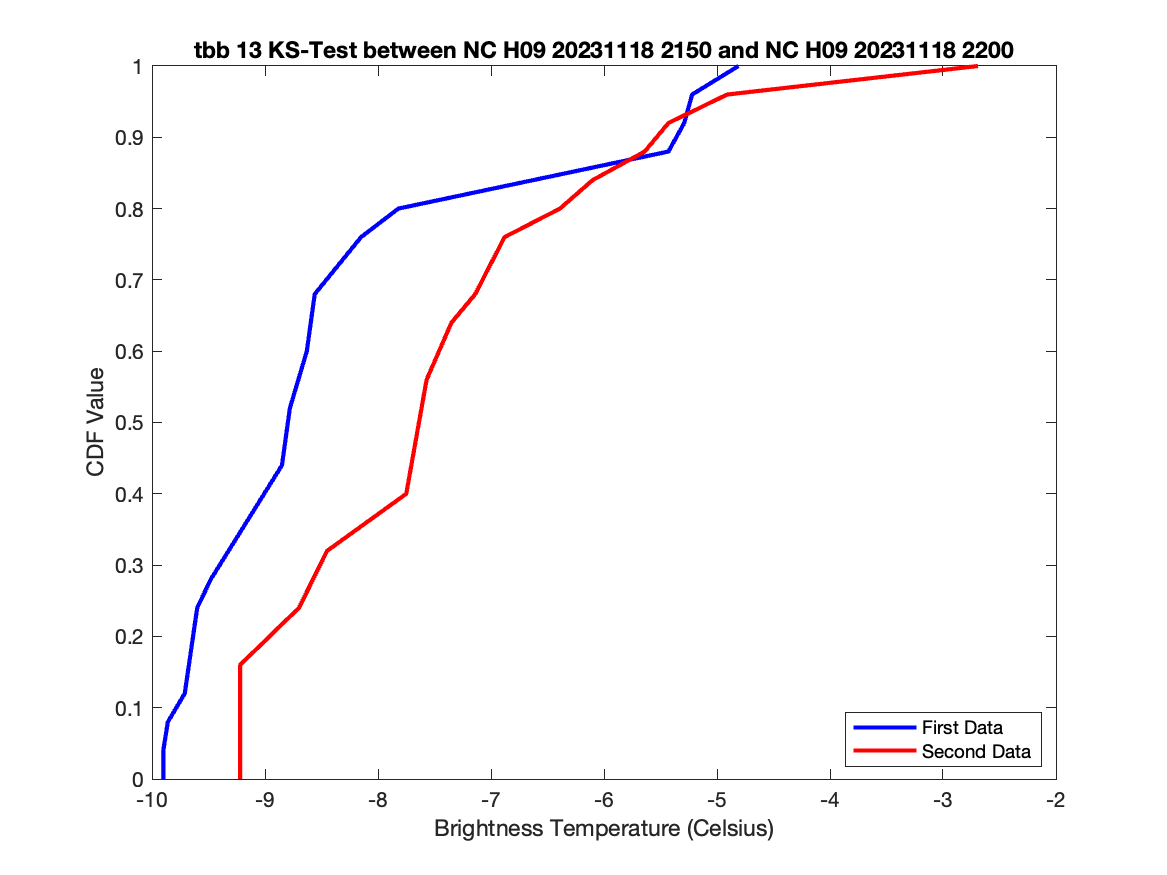 tbb 13 KS-Test between NC H09 20231118 2150 and NC H09 20231118 2200
1
0.9
0.8
0.7
0.6
0.5
0.4
0.3
0.2
0.1
0
CDF Value
First Data
Second Data
-10 -9 -8 -7 -6 -5 -4 -3 -2
Brightness Temperature (Celsius)